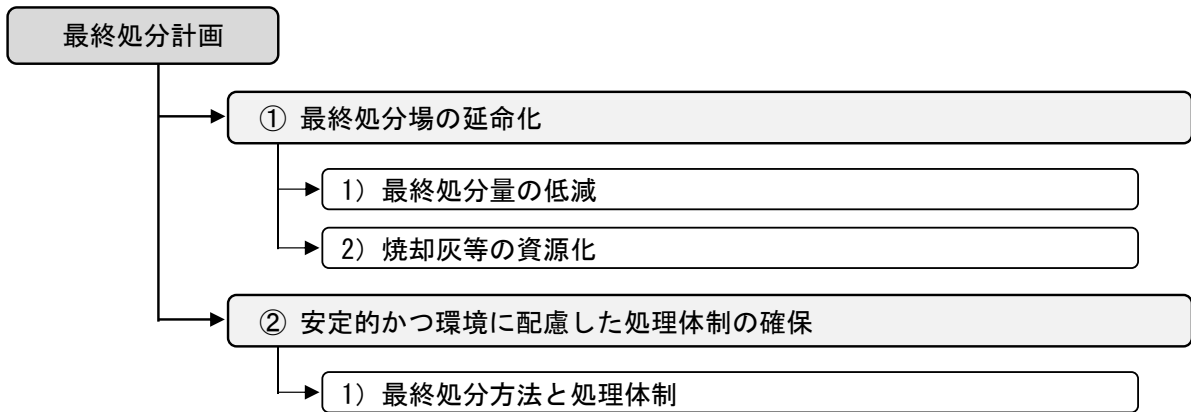 最終処分計画
① 最終処分場の延命化
1) 最終処分量の低減
2) 焼却灰等の資源化
② 安定的かつ環境に配慮した処理体制の確保
1) 最終処分方法と処理体制